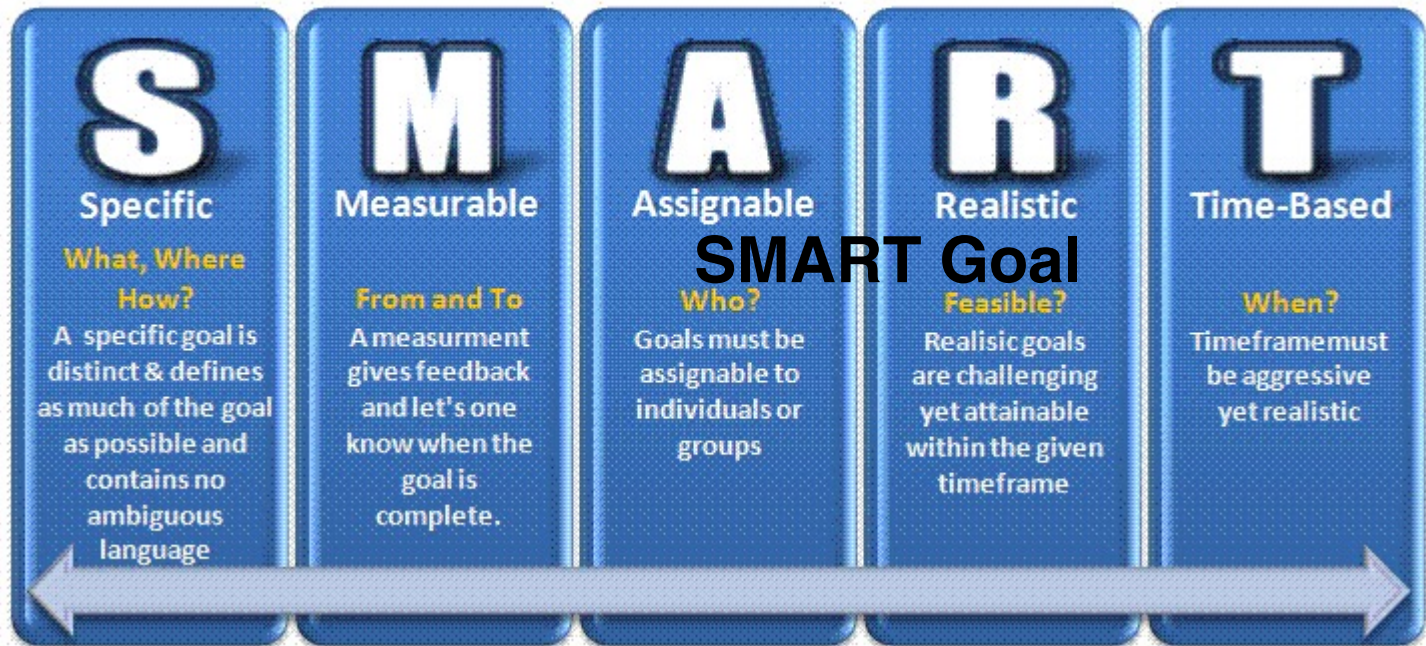 S
Specific
What, Where
How?
A specific goal is
distinct & defines
as much of the goal
as possible and
contains no
ambiguous
language
M
Measurable
From and To
A measurment
gives feedback
and let's one
know when the
goal is
complete.
A
Assignable
Who?
Goals must be
assignable to
individuals or
groups
R
Realistic
Feasible?
Realisic goals
are challenging
yet attainable
within the given
timeframe
T
Time-Based
When?
Timeframe must
be aggressive
yet realistic
SMART Goal